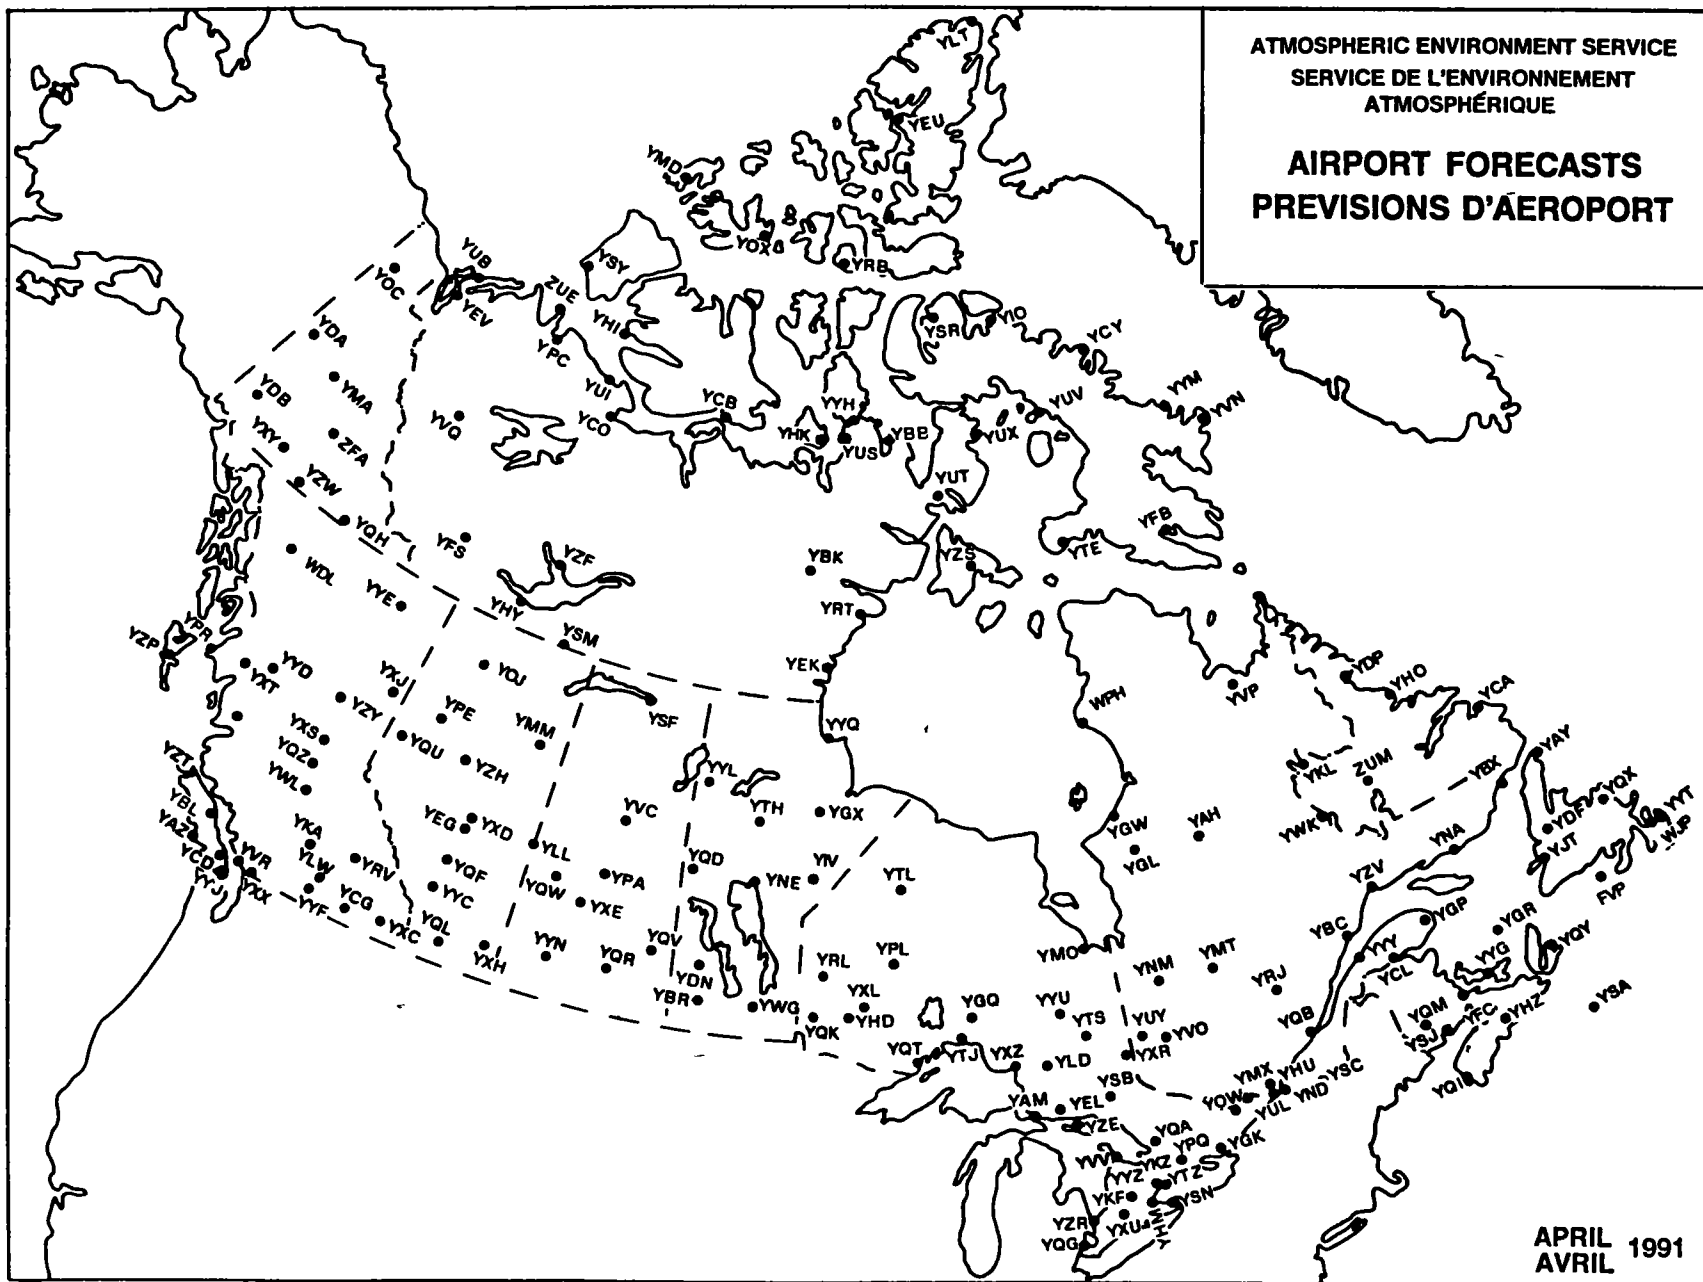 ATMOSPHERIC ENVIRONMENT SERVICE
SERVICE DE L'ENVIRONNEMENT
ATMOSPHÉRIQUE
AIRPORT FORECASTS
PREVISIONS D'AEROPORT
YLT
YEU
YMD
YOX
YRB
YUB
YSY
YOC
ZUE
YEV
YHI
YSR
YIO
YCY
YDA
YPC
YUI
YMA
YDB
YCB
YYH
YUV
YYM
YVN
YVQ
YCO
YXY
ZFA
YHK
YUS
YBB
YUX
YZW
YUT
YQH
YFS
YFB
YZF
YBK
YZS
YTE
WDL
YYE
YHY
YRT
YZP
YPR
YSM
YEK
YXT
YYD
YXJ
YOJ
YDP
YHO
YVP
YZY
YPE
YMM
YSF
WPH
YCA
YXS
YQU
YYQ
YQZ
YZH
YZT
YWL
YYL
YKL
ZUM
YBX
YAY
YBL
YVC
YTH
YGX
YQX
YYT
YAZ
YKA
YEG
YXD
YGW
YAH
YWK
YDF
WJP
YCD
YVR
YLW
YRV
YQF
YLL
YQD
YIV
YGL
YNA
YJT
YYJ
YXX
YYF
YCG
YYC
YQW
YPA
YXE
YNE
YTL
YZV
FVP
YXC
YQL
YXH
YYN
YQR
YQV
YDN
YBR
YWG
YRL
YPL
YMO
YNM
YMT
YBC
YGP
YYY
YCL
YGR
YYG
YQY
YXL
YHD
YQK
YGQ
YYU
YTS
YUY
YVO
YRJ
YQB
YQM
YSJ
YFC
YHZ
YSA
YQT
YTJ
YXZ
YLD
YXR
YSB
YMX
YHU
YSC
YQI
YAM
YEL
YOW
YUL
YND
YZE
YQA
YPQ
YGK
YVV
YKZ
YYZ
YTZ
YKF
YSN
YZR
YXU
WHY
YQG
APRIL
AVRIL
1991